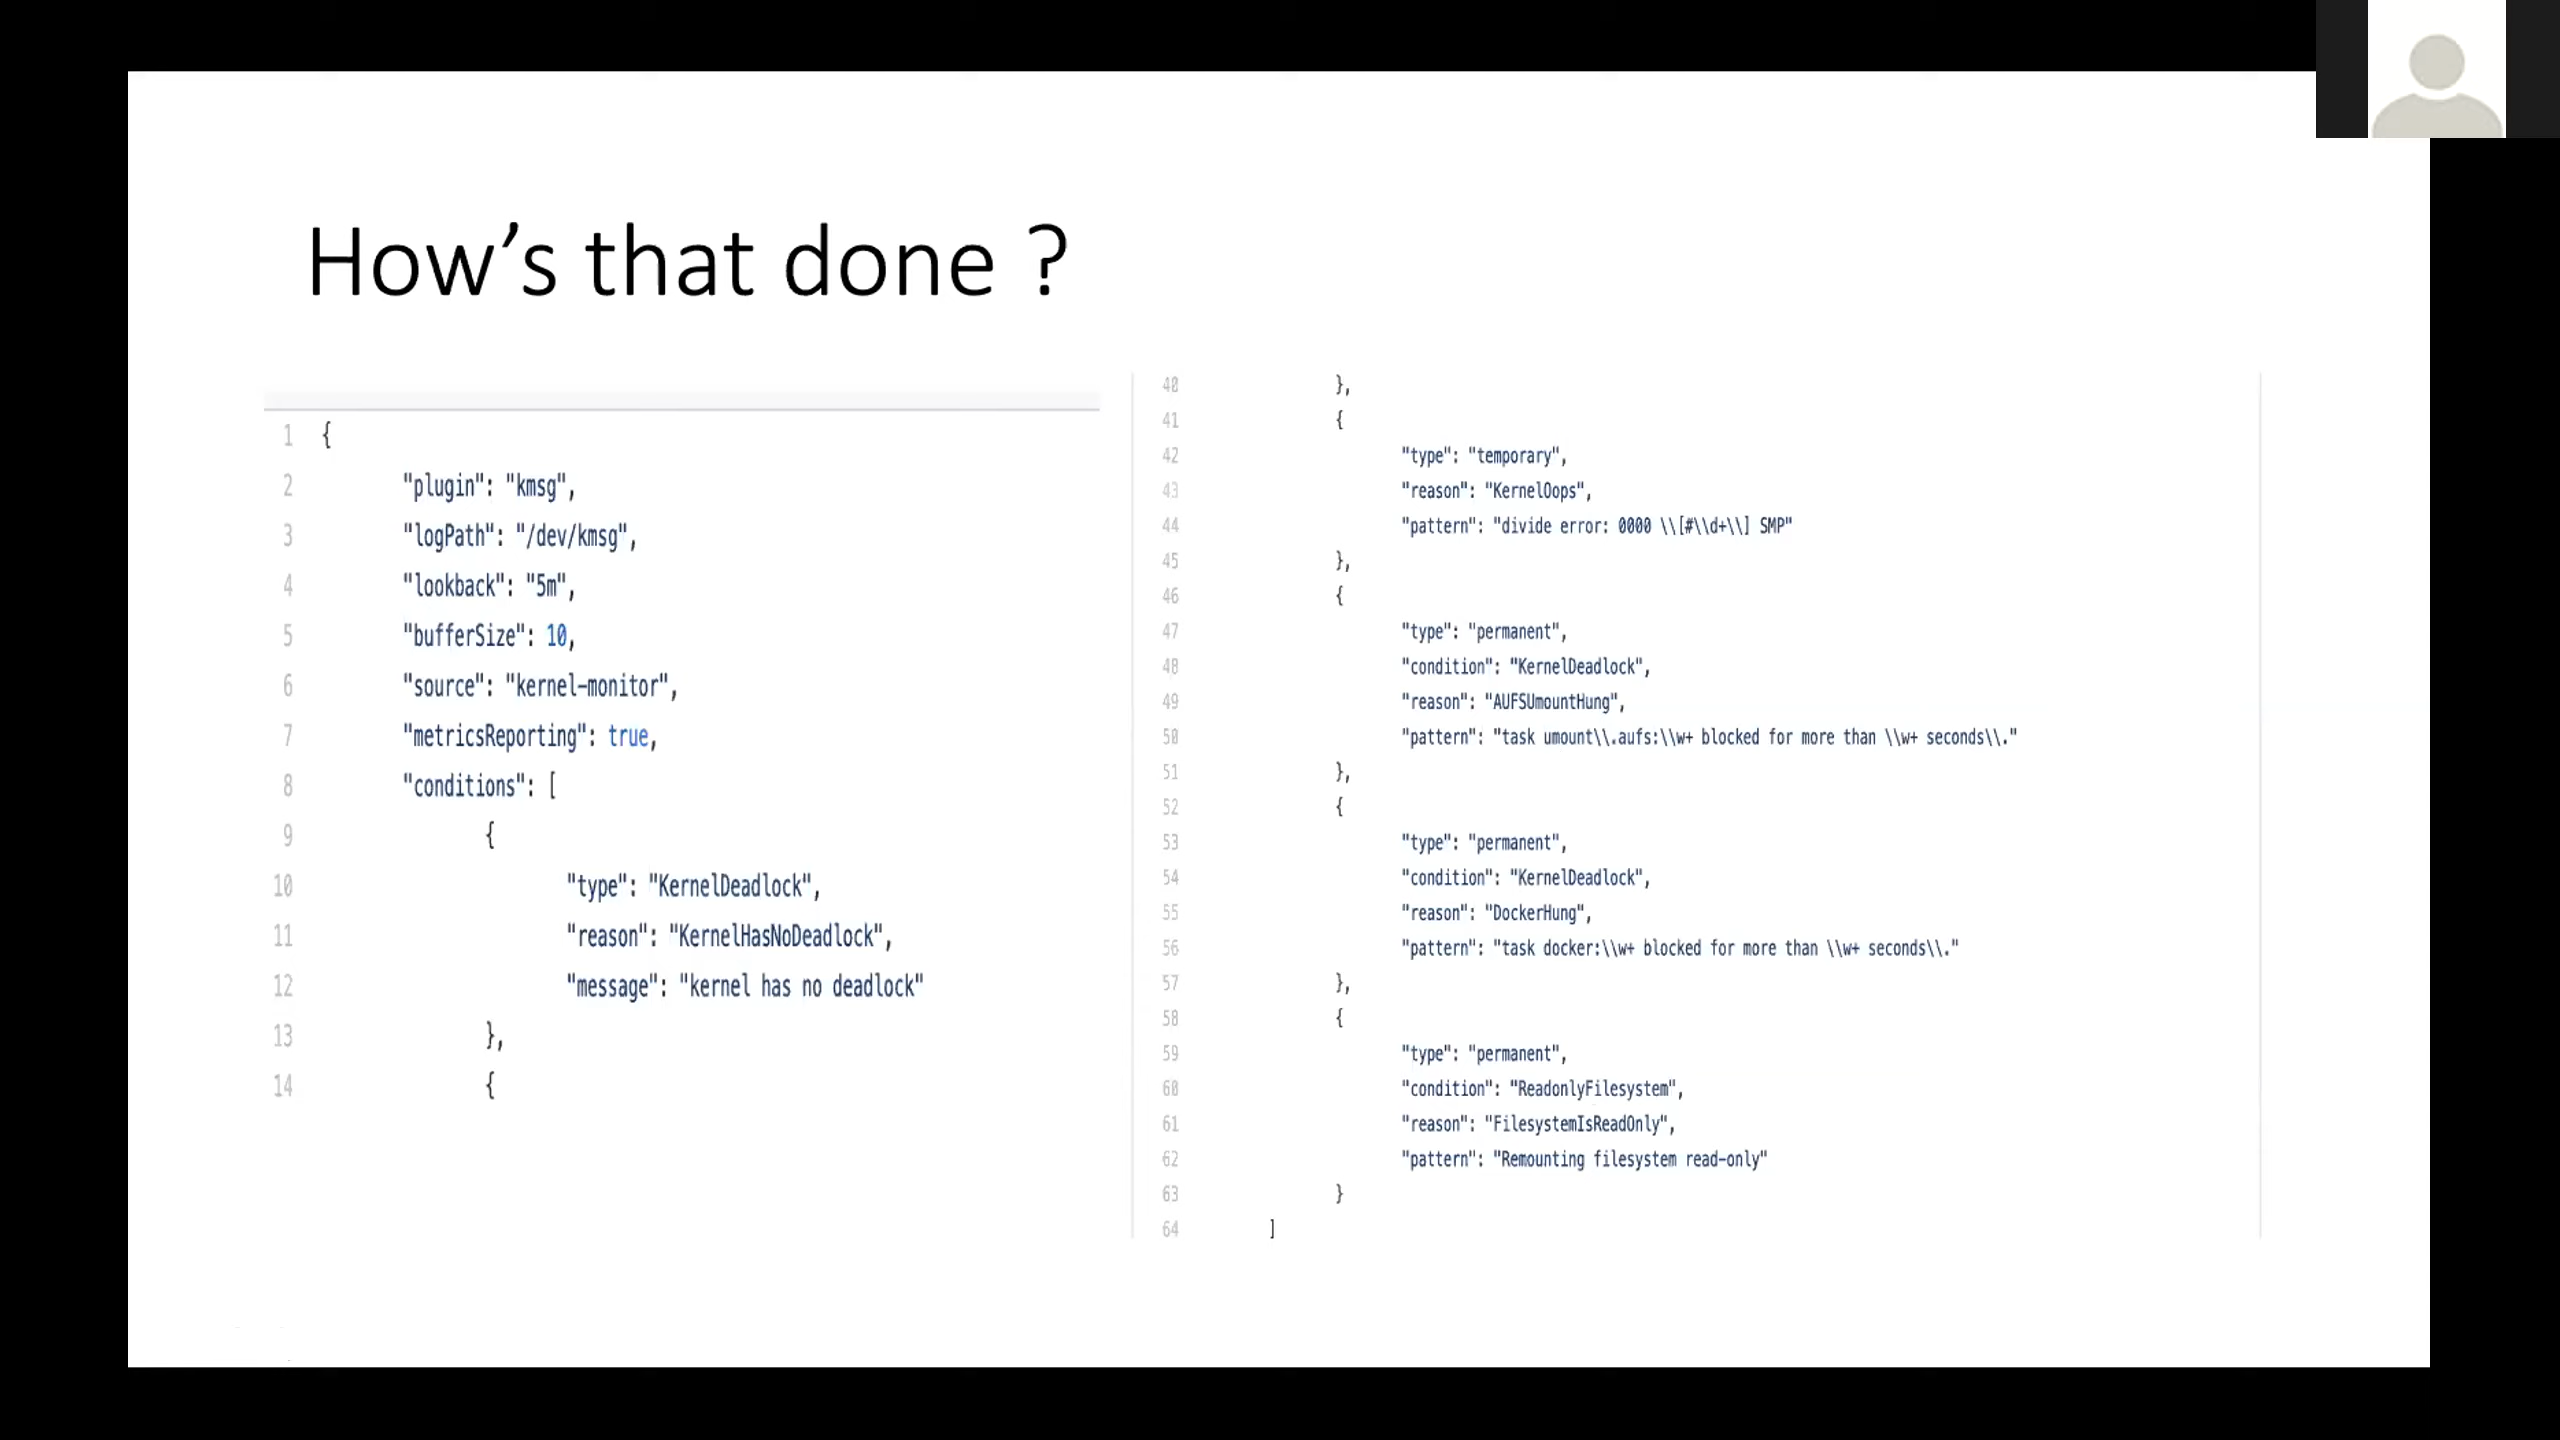 How’s that done ?
1 {
2 "plugin": "kmsg",
3 "logPath": "/dev/kmsg",
4 "lookback": "5m",
5 "bufferSize": 10,
6 "source": "kernel-monitor",
7 "metricsReporting": true,
8 "conditions": [
9 {
10 "type": "KernelDeadlock",
11 "reason": "KernelHasNoDeadlock",
12 "message": "kernel has no deadlock"
13 },
14 {
40 },
41 {
42 "type": "temporary",
43 "reason": "KernelOops",
44 "pattern": "divide error: 0000 \\[#\\d+\\] SMP"
45 },
46 {
47 "type": "permanent",
48 "condition": "KernelDeadlock",
49 "reason": "AUFSUmountHung",
50 "pattern": "task umount\\.aufs:\\w+ blocked for more than \\w+ seconds\\."
51 },
52 {
53 "type": "permanent",
54 "condition": "KernelDeadlock",
55 "reason": "DockerHung",
56 "pattern": "task docker:\\w+ blocked for more than \\w+ seconds\\."
57 },
58 {
59 "type": "permanent",
60 "condition": "ReadonlyFilesystem",
61 "reason": "FilesystemIsReadOnly",
62 "pattern": "Remounting filesystem read-only"
63 }
64 ]